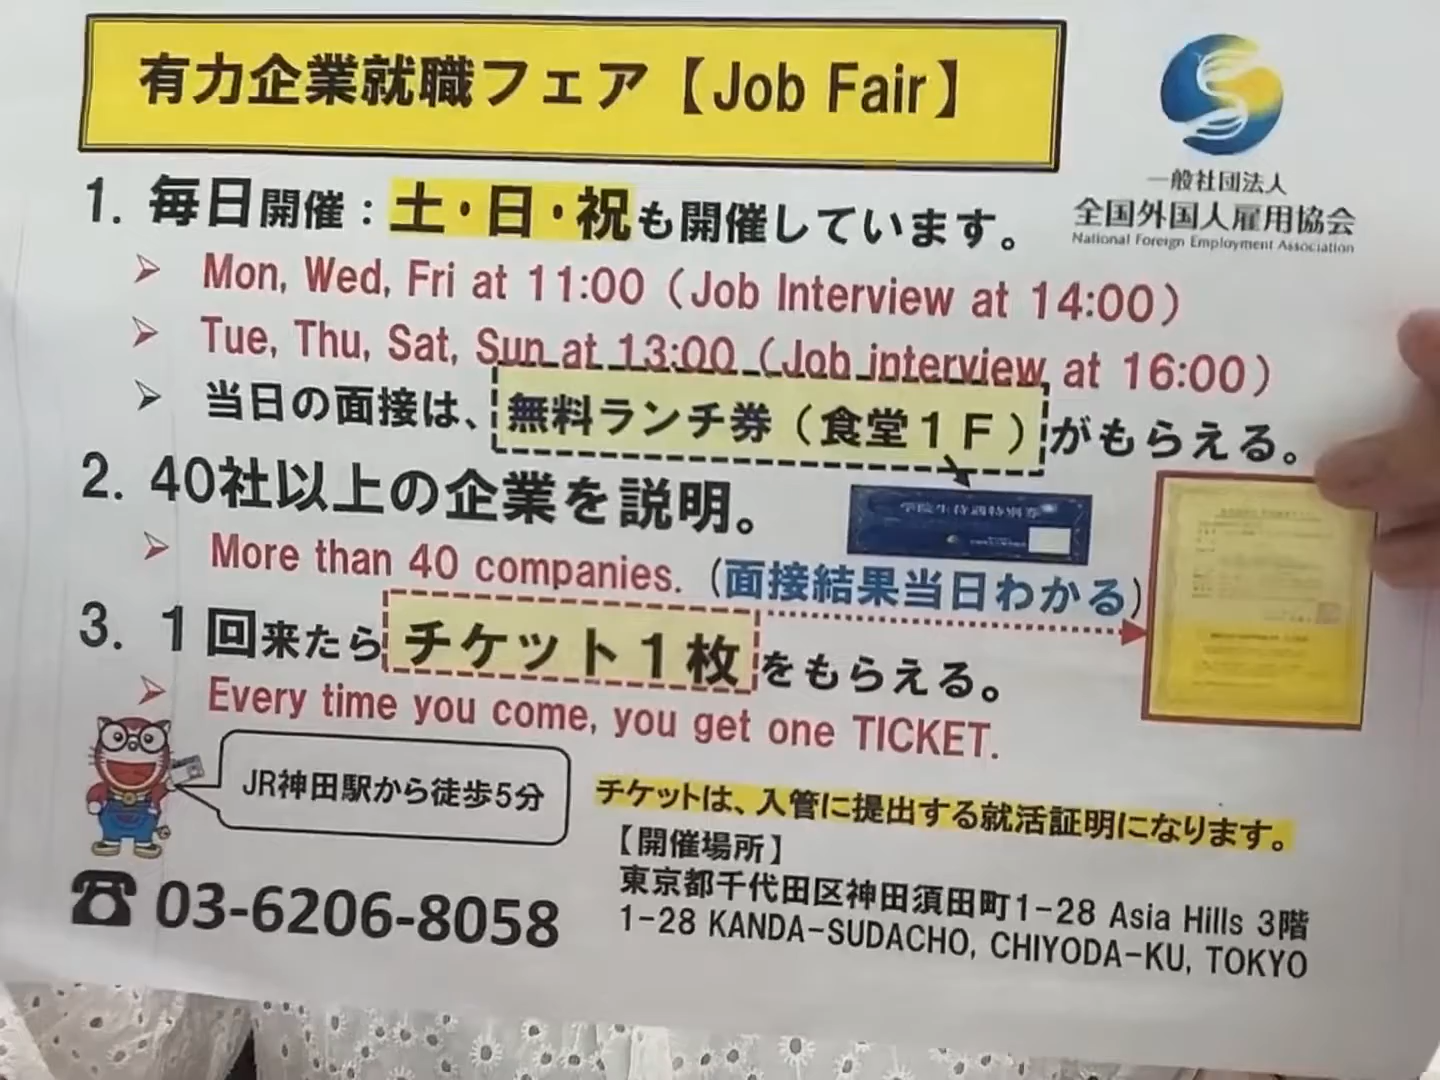 有力企業就職フェア【Job Fair】
一般社団法人
全国外国人雇用協会
National Foreign Employment Association
1. 毎日開催：土・日・祝も開催しています。
Mon, Wed, Fri at 11:00（Job Interview at 14:00）
Tue, Thu, Sat, Sun at 13:00（Job interview at 16:00）
当日の面接は、無料ランチ券（食堂1F）がもらえる。
2. 40社以上の企業を説明。
学院生待遇特別券
More than 40 companies.（面接結果当日わかる）
3. 1回来たらチケット1枚をもらえる。
Every time you come, you get one TICKET.
JR神田駅から徒歩5分
チケットは、入管に提出する就活証明になります。
【開催場所】
東京都千代田区神田須田町1-28 Asia Hills 3階
1-28 KANDA-SUDACHO, CHIYODA-KU, TOKYO
☎ 03-6206-8058